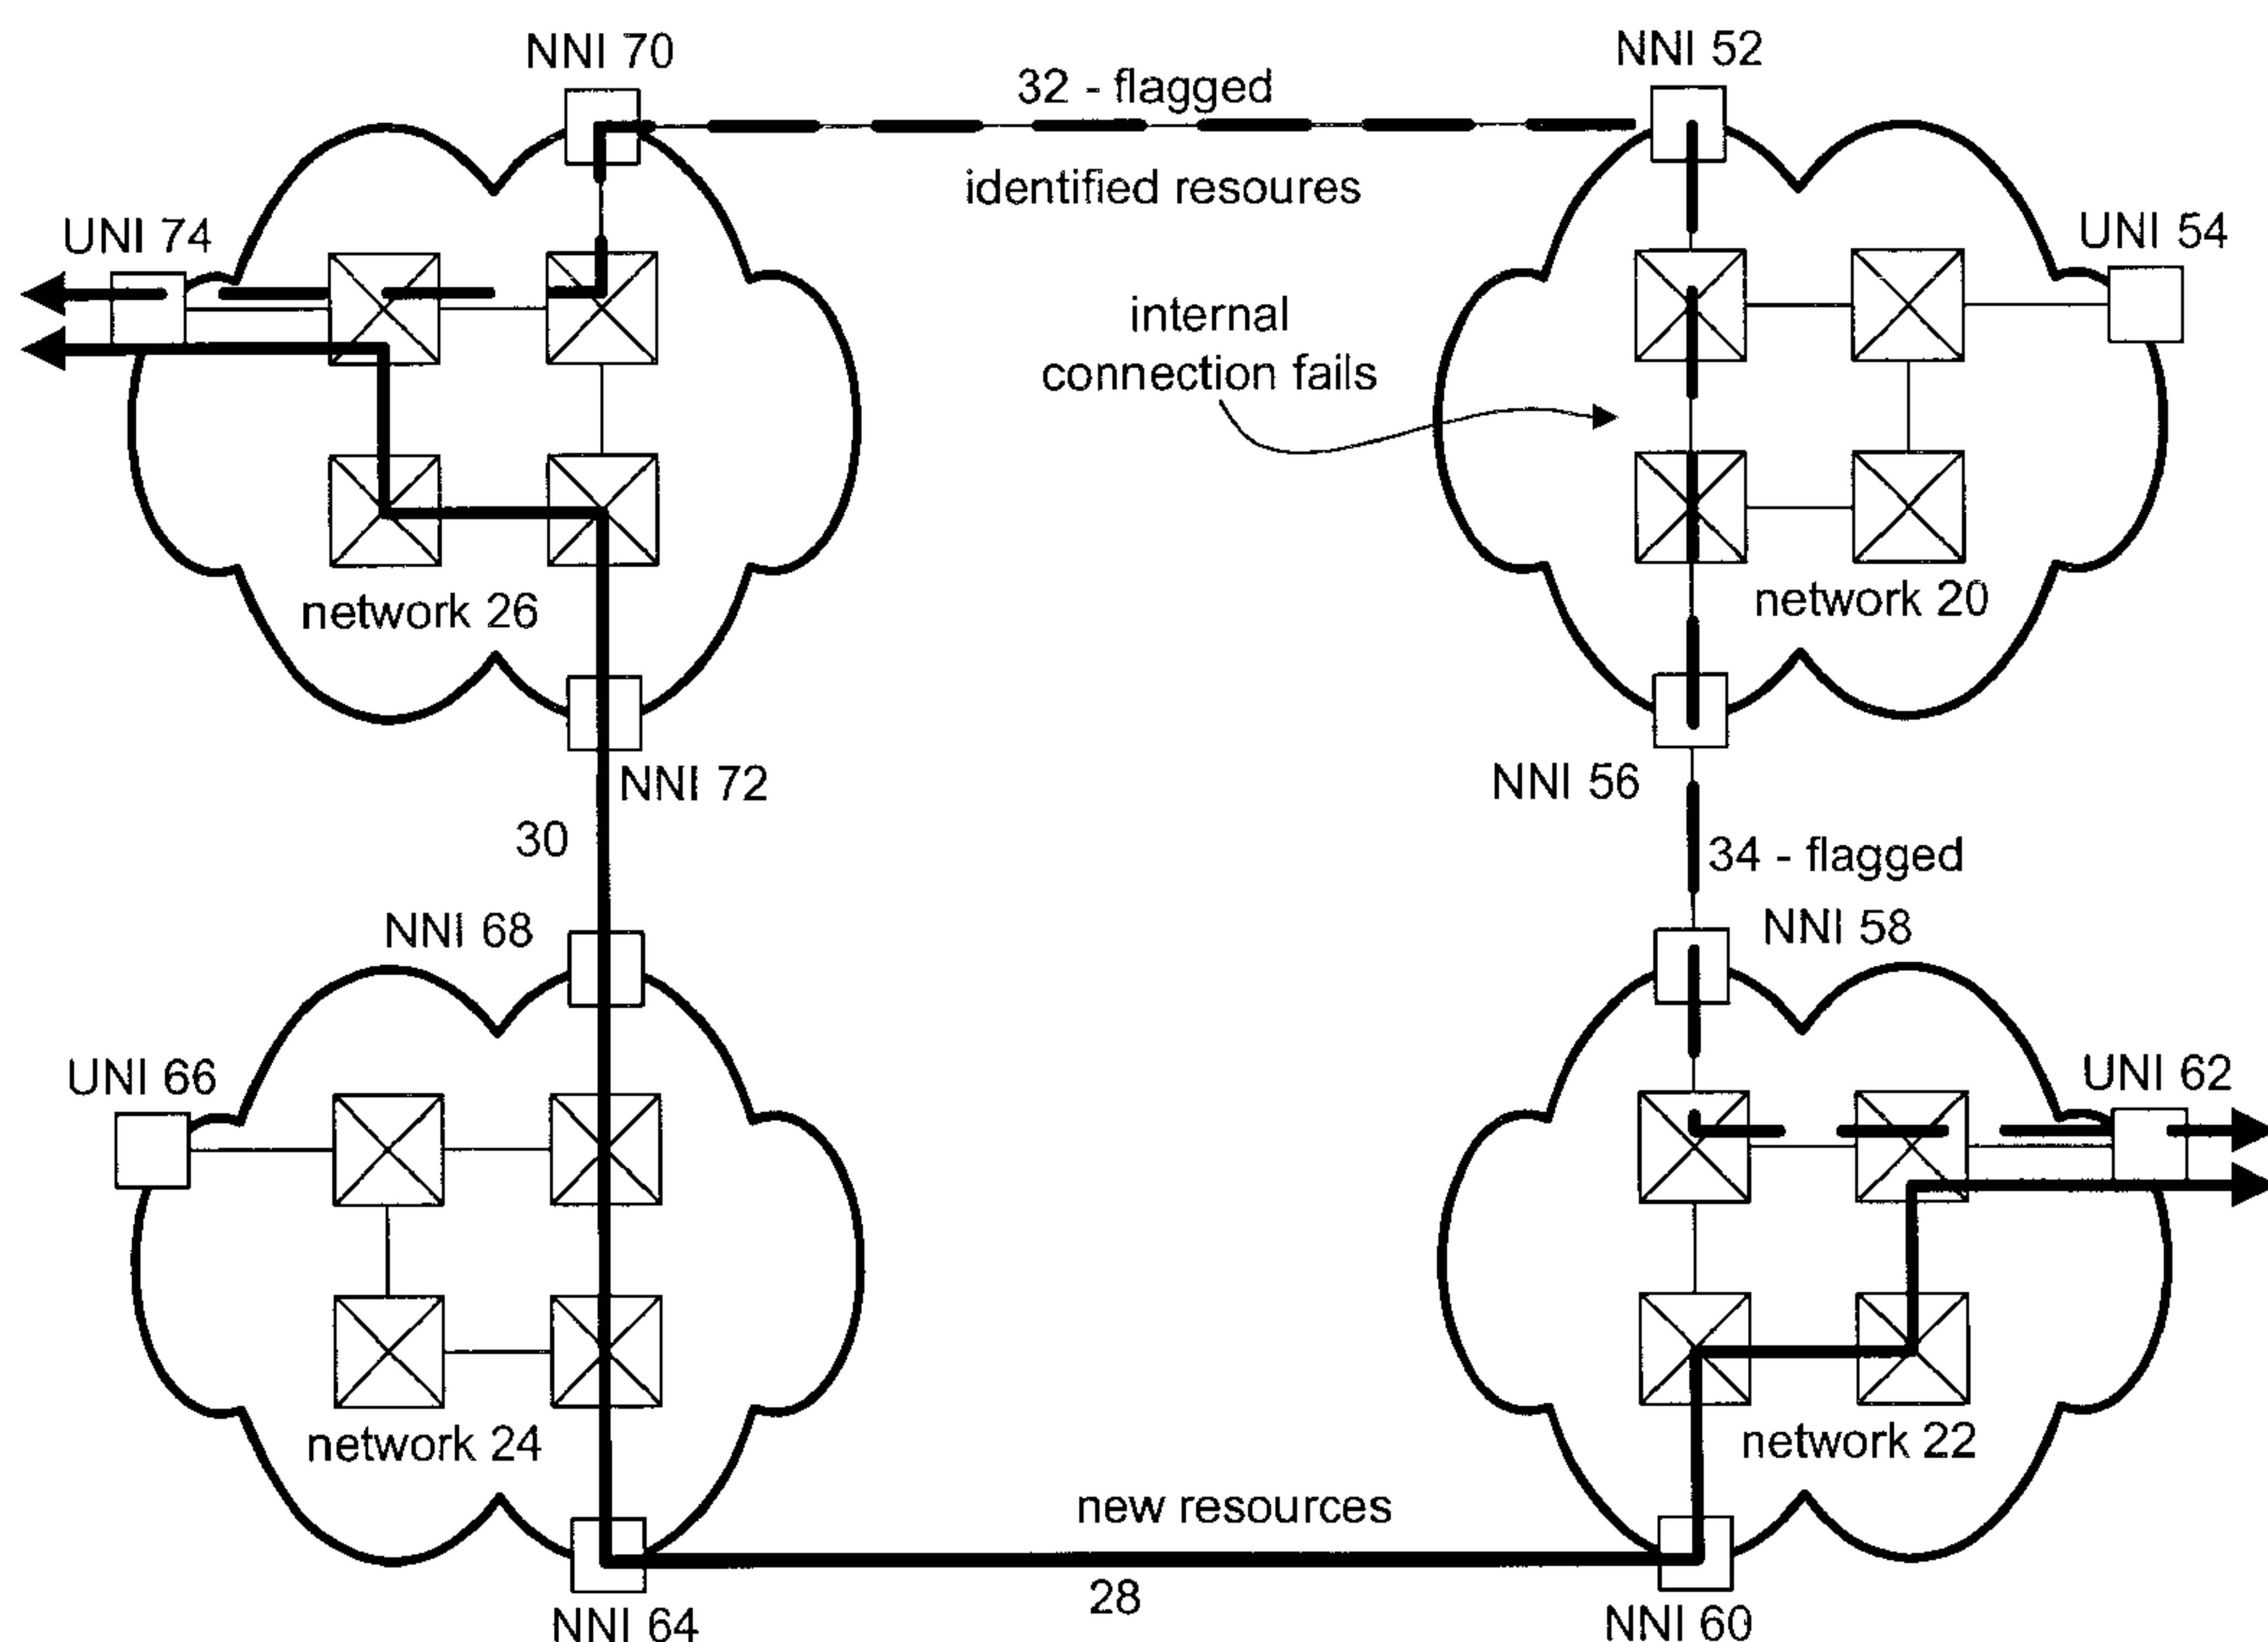 NNI 70
NNI 52
32 - flagged
identified resoures
UNI 74
UNI 54
internal
connection fails
network 26
network 20
NNI 72
NNI 56
30
34 - flagged
NNI 68
NNI 58
UNI 66
UNI 62
network 24
network 22
new resources
28
NNI 64
NNI 60